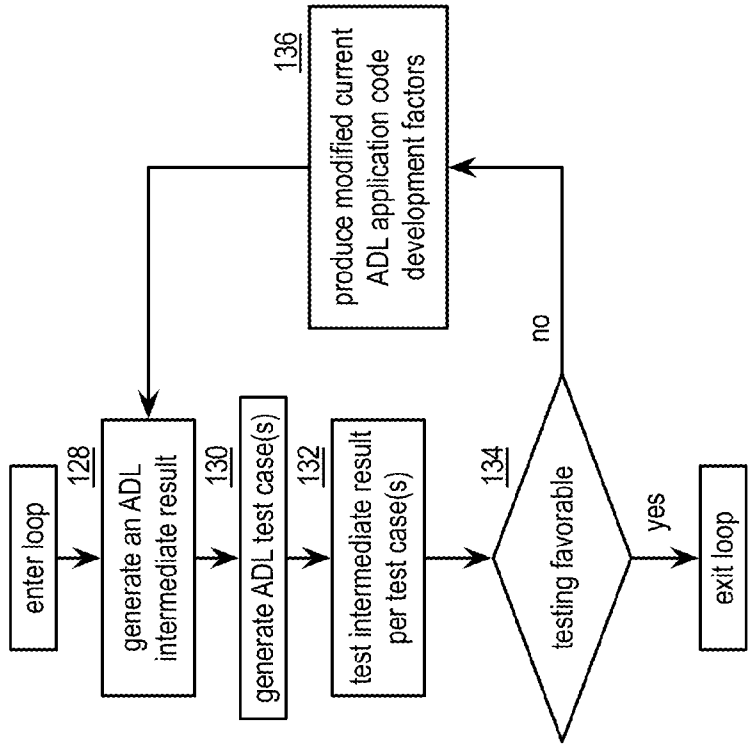 enter loop
128
generate an ADL
intermediate result
130
generate ADL test case(s)
132
test intermediate result
per test case(s)
134
testing favorable
yes
exit loop
no
136
produce modified current
ADL application code
development factors